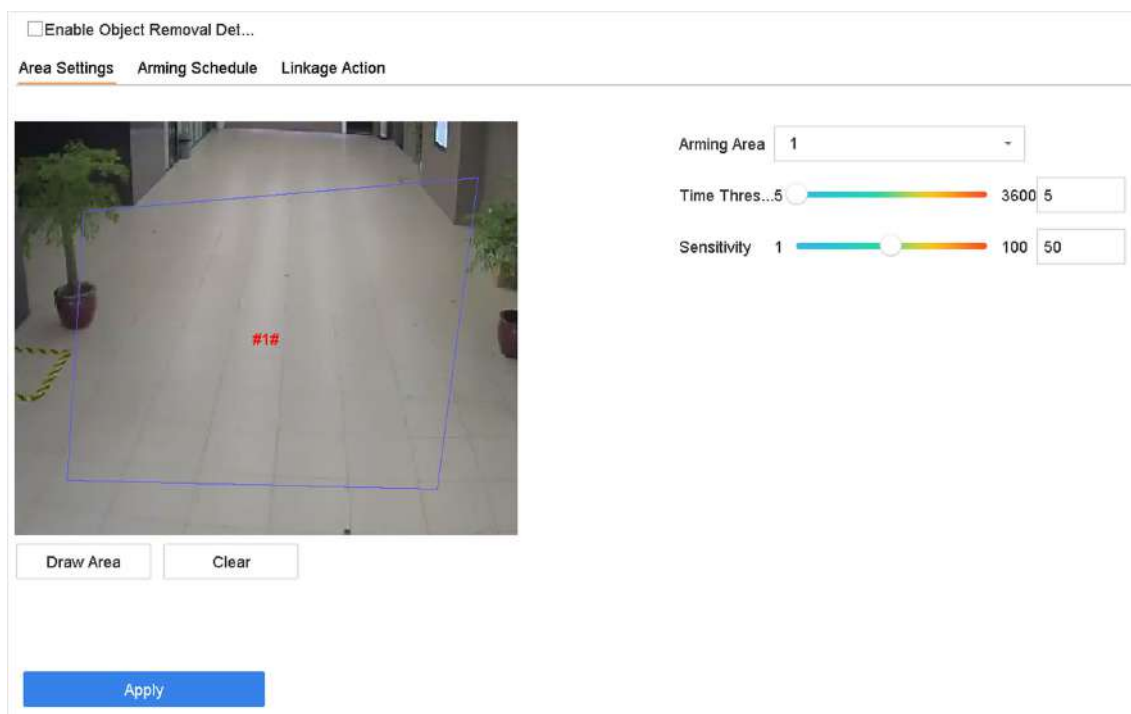 Enable Object Removal Det...
Area Settings Arming Schedule Linkage Action
Arming Area 1
Time Thres...5 3600 5
Sensitivity 1 100 50
#1#
Draw Area Clear
Apply